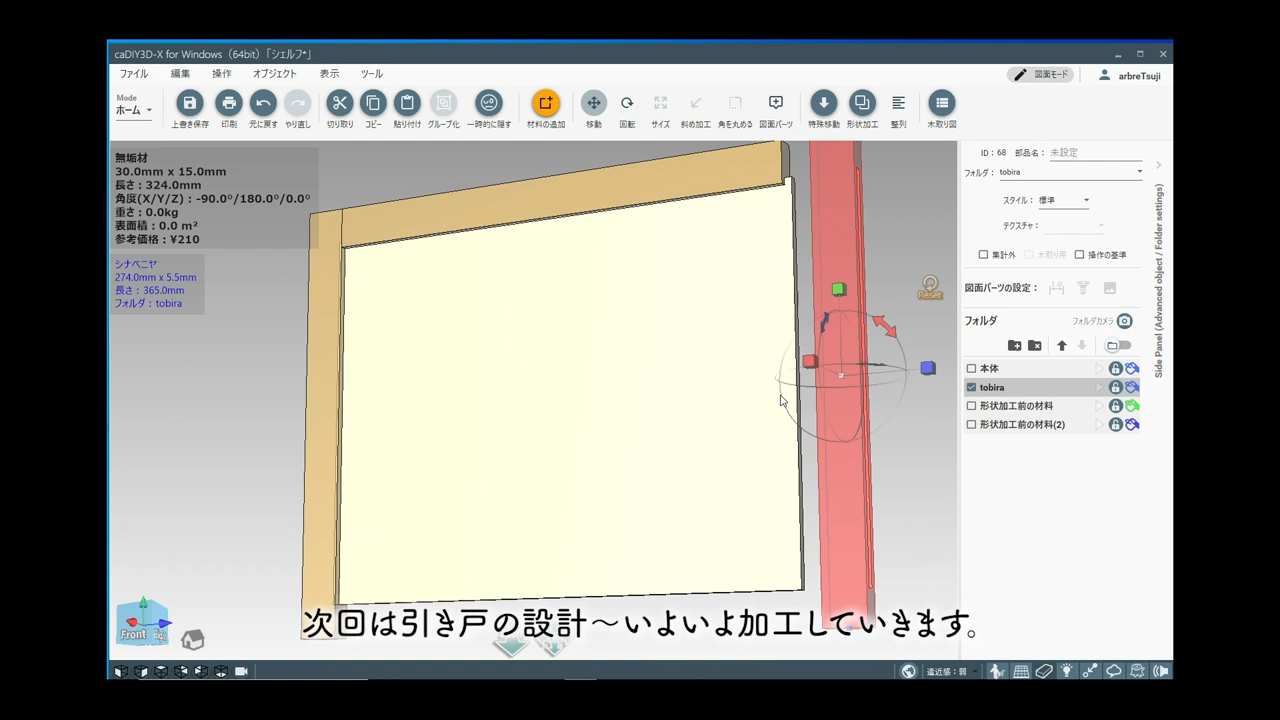 caDIY3D-X for Windows (64bit)「シェルフ*」
ファイル 編集 操作 オブジェクト 表示 ツール
図面モード arbreTsuji
Mode
ホーム
上書き保存 印刷 元に戻す やり直し 切り取り コピー 貼り付け グループ化 一時的に隠す 材料の追加 移動 回転 サイズ 斜め加工 角を丸める 図面パーツ 特殊移動 形状加工 整列 木取り図
無垢材
30.0mm x 15.0mm
長さ : 324.0mm
角度(X/Y/Z) : -90.0°/180.0°/0.0°
重さ : 0.0kg
表面積 : 0.0 m²
参考価格 : ¥210
シナベニヤ
274.0mm x 5.5mm
長さ : 365.0mm
フォルダ : tobira
Reset
ID : 68 部品名 : 未設定
フォルダ : tobira
スタイル : 標準
テクスチャ :
集計外 木取り用 操作の基準
図面パーツの設定 :
フォルダ フォルダカメラ
本体
tobira
形状加工前の材料
形状加工前の材料(2)
Side Panel (Advanced object / Folder settings)
Front
次回は引き戸の設計～いよいよ加工していきます。
遠近感 : 弱